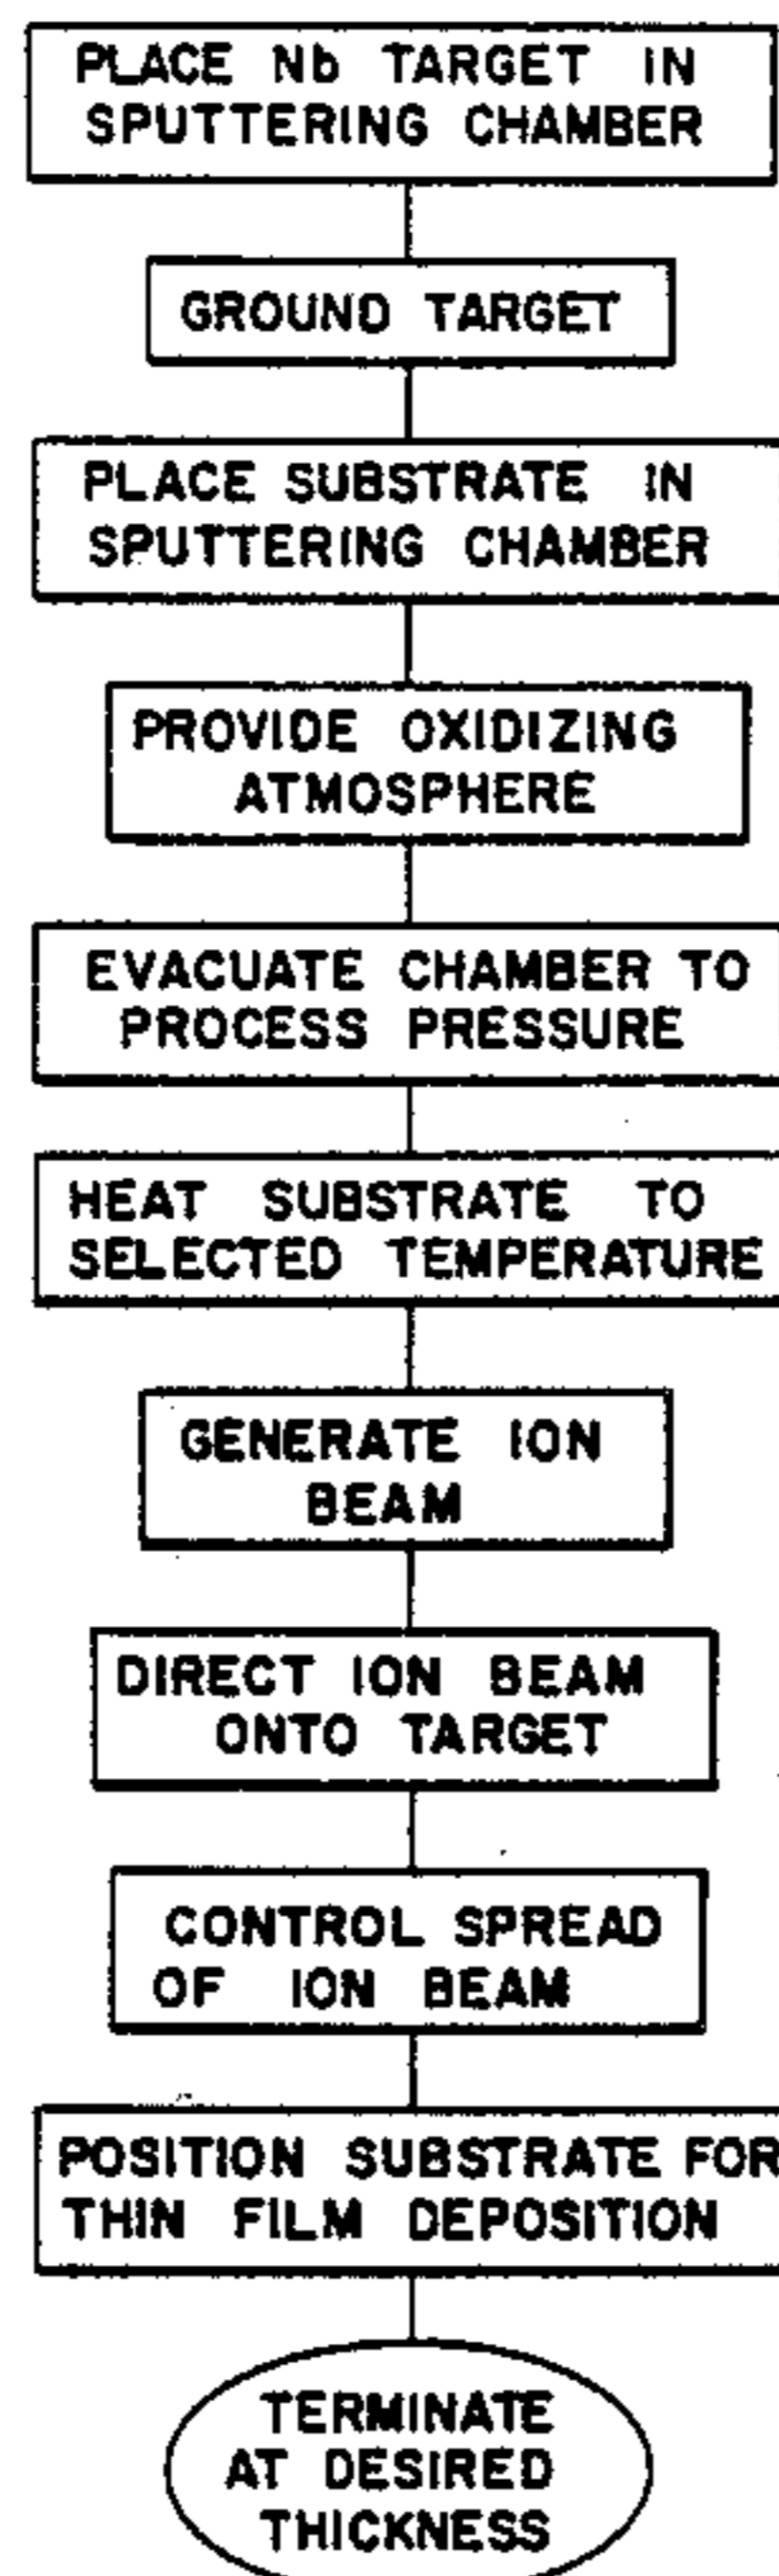 PLACE Nb TARGET IN
SPUTTERING CHAMBER
GROUND TARGET
PLACE SUBSTRATE IN
SPUTTERING CHAMBER
PROVIDE OXIDIZING
ATMOSPHERE
EVACUATE CHAMBER TO
PROCESS PRESSURE
HEAT SUBSTRATE TO
SELECTED TEMPERATURE
GENERATE ION
BEAM
DIRECT ION BEAM
ONTO TARGET
CONTROL SPREAD
OF ION BEAM
POSITION SUBSTRATE FOR
THIN FILM DEPOSITION
TERMINATE
AT DESIRED
THICKNESS